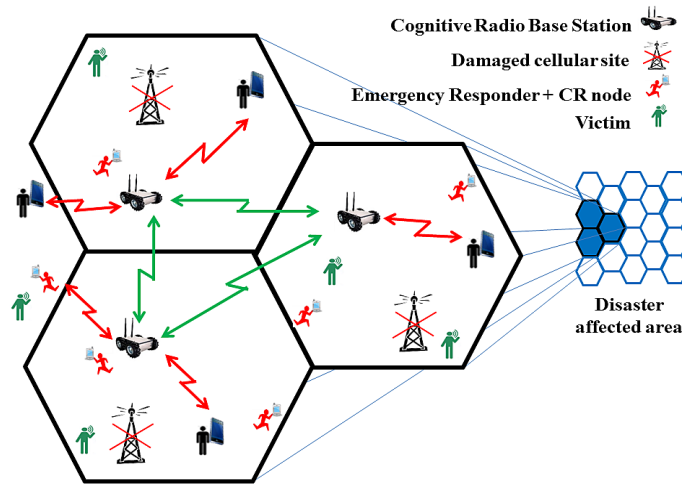 Cognitive Radio Base Station
Damaged cellular site
Emergency Responder + CR node
Victim
Disaster
affected area